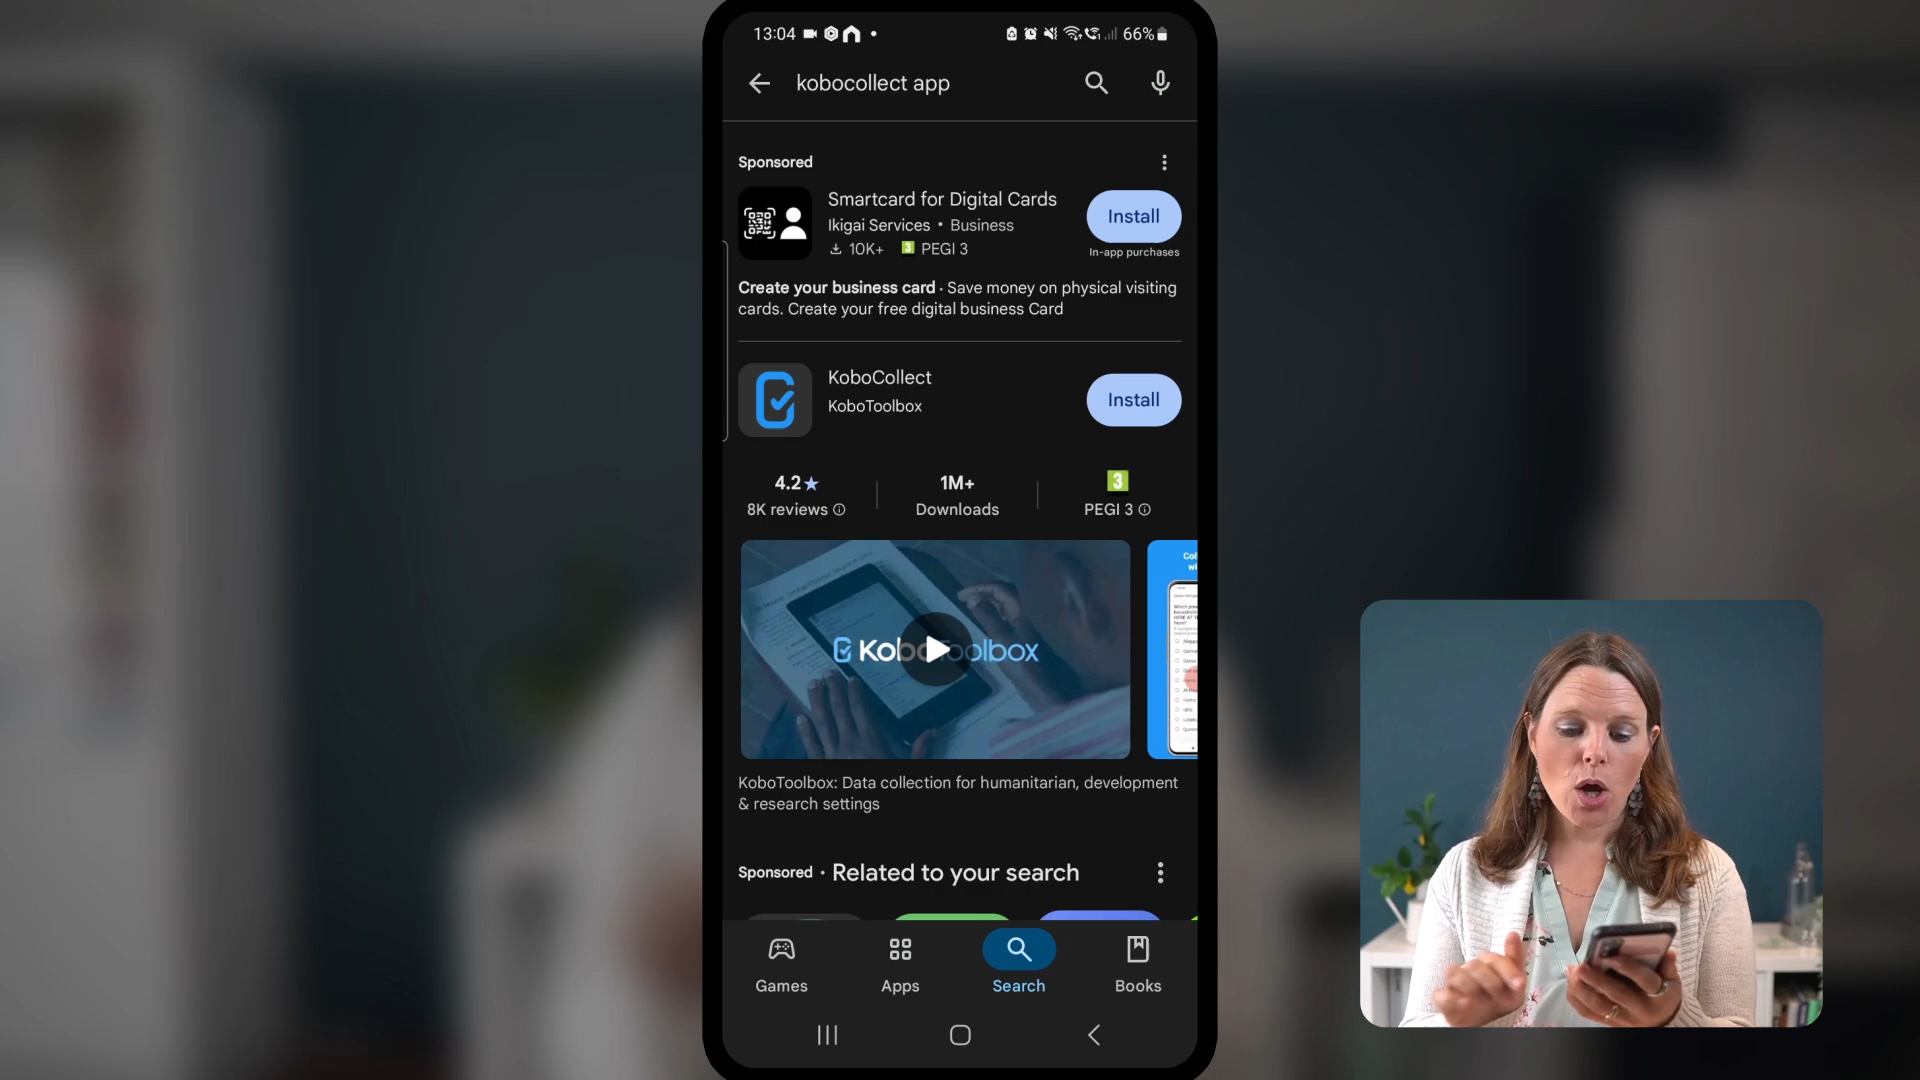 13:04
66%
kobocollect app
Sponsored
Smartcard for Digital Cards
Install
Ikigai Services • Business
10K+ 3 PEGI 3
In-app purchases
Create your business card · Save money on physical visiting
cards. Create your free digital business Card
KoboCollect
KoboToolbox
Install
4.2★
8K reviews
1M+
Downloads
3
PEGI 3
KoboToolbox
KoboToolbox: Data collection for humanitarian, development
& research settings
Sponsored · Related to your search
Games
Apps
Search
Books